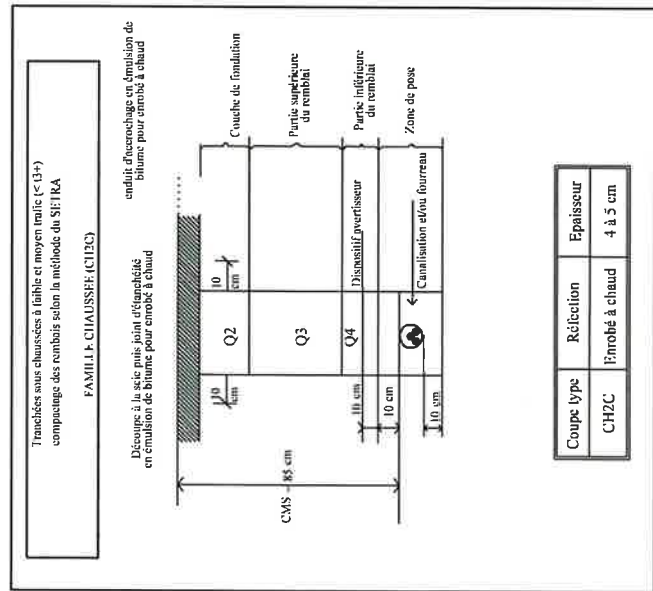 Tranchées sous chaussées à faible et moyen trafic (< t3+)
compactage des remblais selon la méthode du SETRA
FAMILLE CHAUSSEE (CH2C)
Découpe à la scie puis joint d'étanchéité
en émulsion de bitume pour enrobé à chaud
enduit d'accrochage en émulsion de
bitume pour enrobé à chaud
10
cm
Q2
10
cm
Couche de fondation
Q3
Partie supérieure
du remblai
CMS = 85 cm
Q4
Dispositif avertisseur
Partie inférieure
du remblai
10 cm
10 cm
Canalisation et/ou fourreau
Zone de pose
10 cm
Coupe type
Réfection
Epaisseur
CH2C
Enrobé à chaud
4 à 5 cm